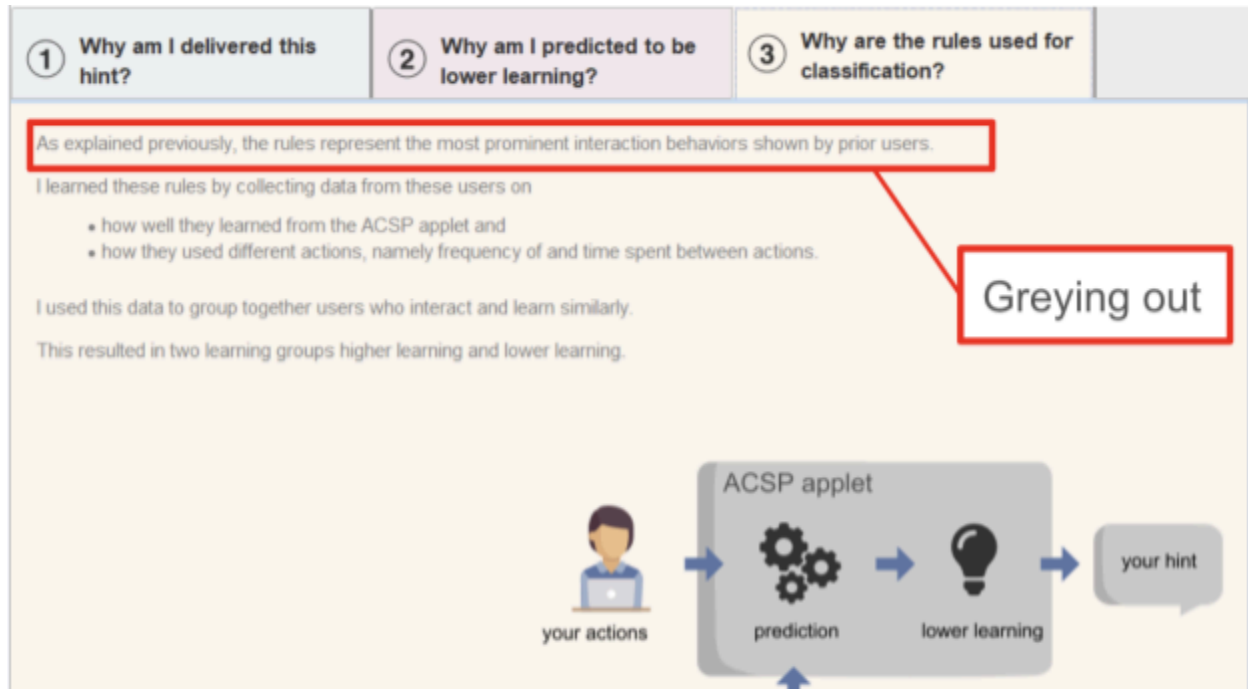 1 Why am I delivered this
hint?
2 Why am I predicted to be
lower learning?
3 Why are the rules used for
classification?
As explained previously, the rules represent the most prominent interaction behaviors shown by prior users.
I learned these rules by collecting data from these users on
• how well they learned from the ACSP applet and
• how they used different actions, namely frequency of and time spent between actions.
Greying out
I used this data to group together users who interact and learn similarly.
This resulted in two learning groups higher learning and lower learning.
ACSP applet
your hint
your actions
prediction
lower learning